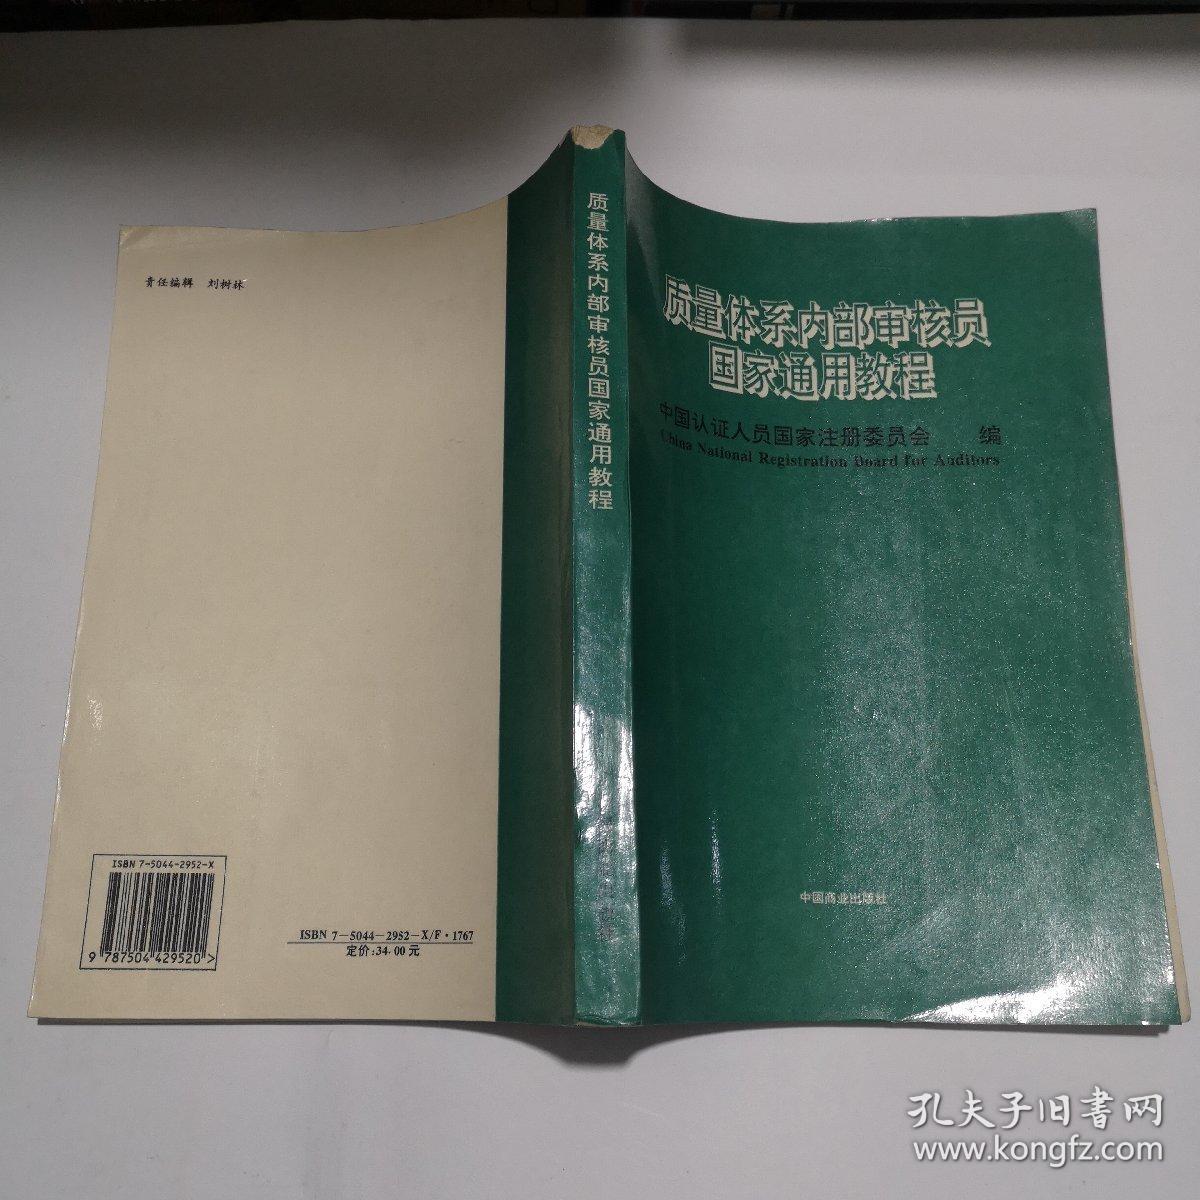 责任编辑 刘树林
ISBN 7-5044-2952-X
9 787504 429520 >
ISBN 7-5044-2952-X/F·1767
定价:34.00元
质量体系内部审核员国家通用教程
质量体系内部审核员
国家通用教程
中国认证人员国家注册委员会 编
China National Registration Board for Auditors
中国商业出版社
孔夫子旧书网
www.kongfz.com